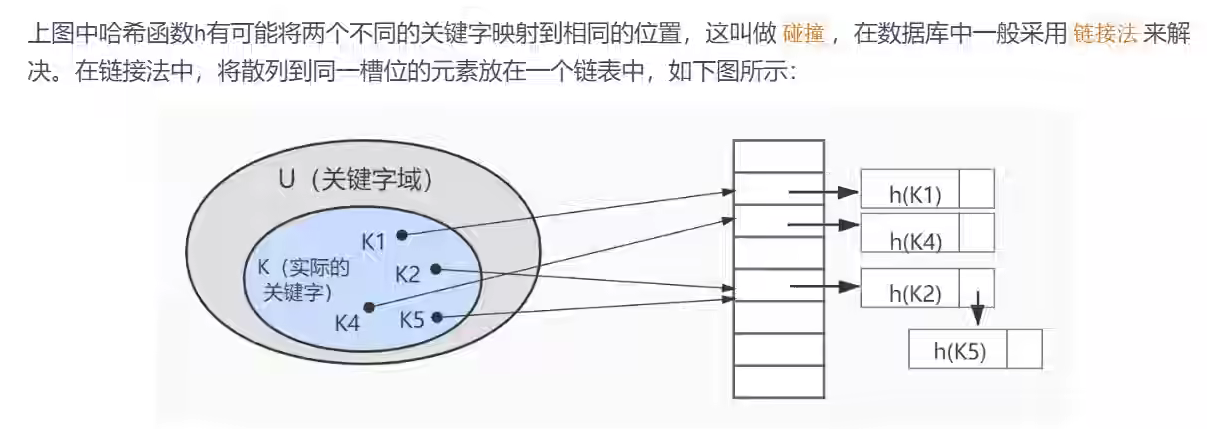 上图中哈希函数h有可能将两个不同的关键字映射到相同的位置，这叫做 碰撞 ，在数据库中一般采用 链接法 来解
决。在链接法中，将散列到同一槽位的元素放在一个链表中，如下图所示：
U（关键字域）
K1
K（实际的
关键字）
K2
K4
K5
h(K1)
h(K4)
h(K2)
h(K5)